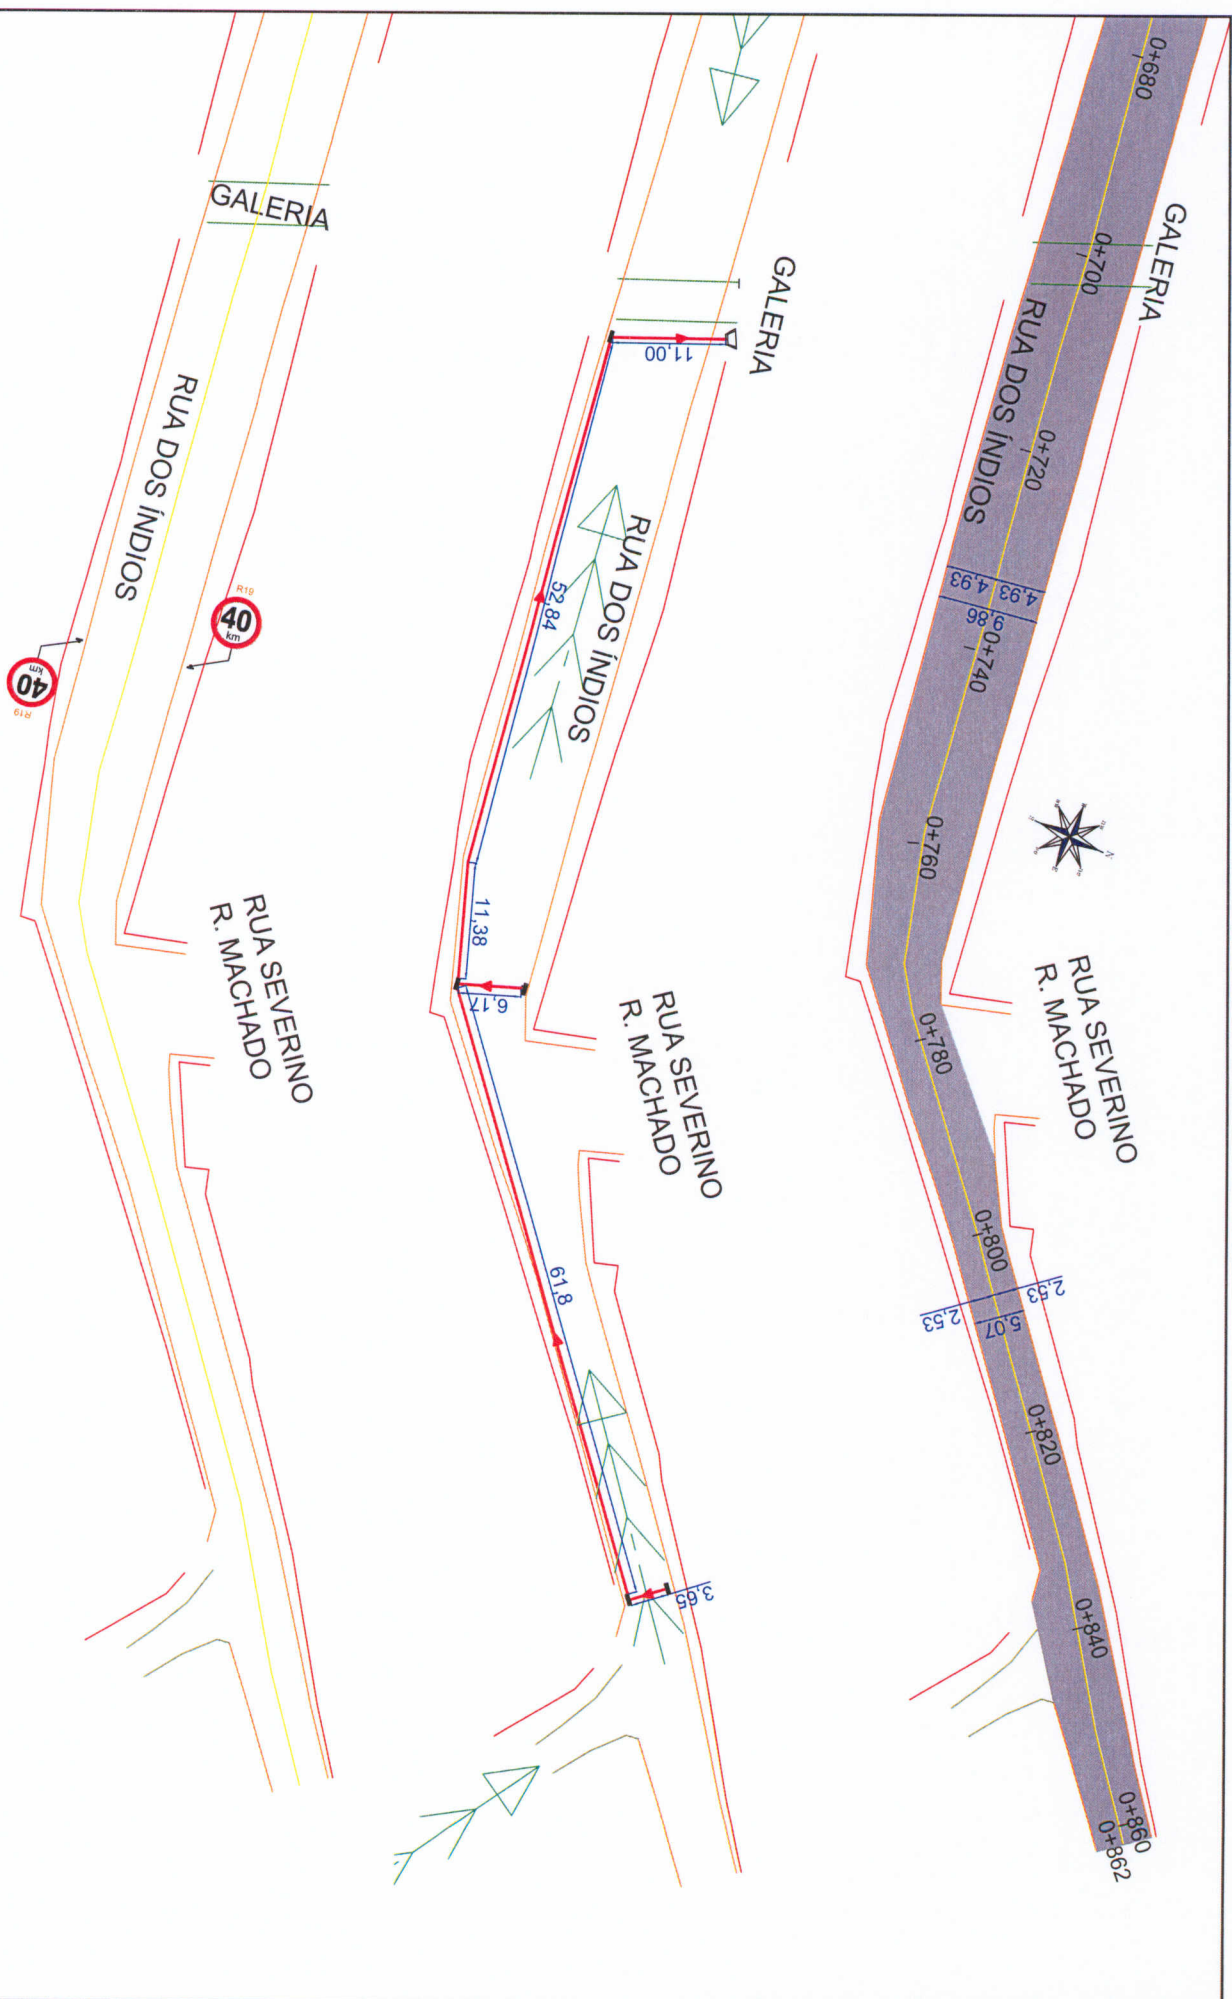 0+680
GALERIA
0+700
RUA DOS ÍNDIOS
0+720
4,93
4,93
9,86
0+740
0+760
RUA SEVERINO
R. MACHADO
0+780
0+800
2,53
2,53
5,07
0+820
0+840
0+860
0+862
GALERIA
11,00
RUA DOS ÍNDIOS
52,84
11,38
6,17
RUA SEVERINO
R. MACHADO
61,8
3,65
GALERIA
RUA DOS ÍNDIOS
R19
40
km
40
km
R19
RUA SEVERINO
R. MACHADO